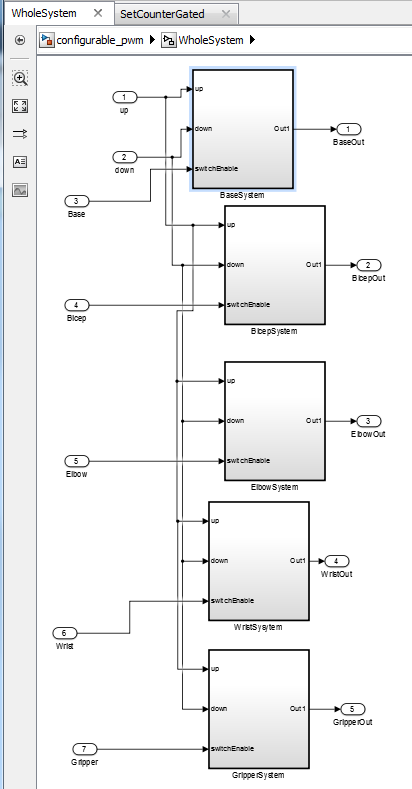 WholeSystem
SetCounterGated
configurable_pwm
WholeSystem
1
up
2
down
3
Base
up
down
switchEnable
Out1
BaseSystem
1
BaseOut
4
Bicep
up
down
switchEnable
Out1
BicepSystem
2
BicepOut
5
Elbow
up
down
switchEnable
Out1
ElbowSystem
3
ElbowOut
6
Wrist
up
down
switchEnable
Out1
WristSysytem
4
WristOut
7
Gripper
up
down
switchEnable
Out1
GripperSystem
5
GripperOut